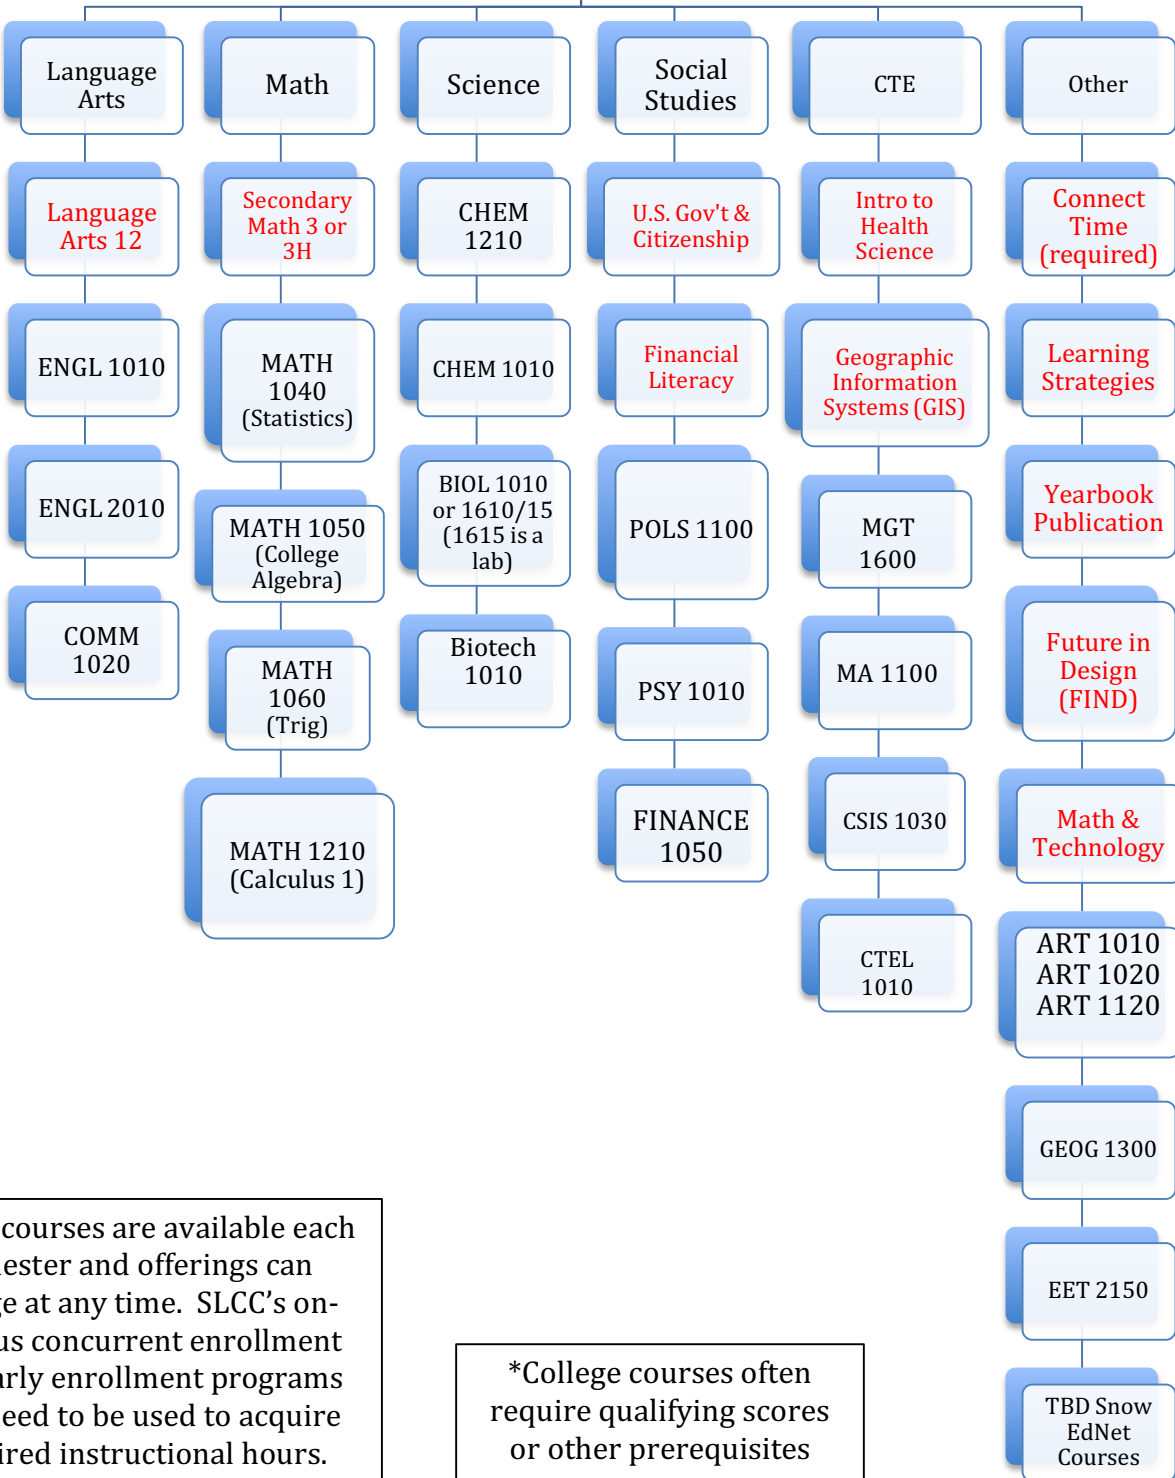 Language
Arts
Language
Arts 12
ENGL 1010
ENGL 2010
COMM
1020
Math
Secondary
Math 3 or
3H
MATH
1040
(Statistics)
MATH 1050
(College
Algebra)
MATH
1060
(Trig)
MATH 1210
(Calculus 1)
Science
CHEM
1210
CHEM 1010
BIOL 1010
or 1610/15
(1615 is a
lab)
Biotech
1010
Social
Studies
U.S. Gov't &
Citizenship
Financial
Literacy
POLS 1100
PSY 1010
FINANCE
1050
CTE
Intro to
Health
Science
Geographic
Information
Systems (GIS)
MGT
1600
MA 1100
CSIS 1030
CTEL
1010
Other
Connect
Time
(required)
Learning
Strategies
Yearbook
Publication
Future in
Design
(FIND)
Math &
Technology
ART 1010
ART 1020
ART 1120
GEOG 1300
EET 2150
TBD Snow
EdNet
Courses
courses are available each
and offerings can
at any time.  SLCC’s on-
concurrent enrollment
enrollment programs
to be used to acquire
instructional hours.
*College courses often
require qualifying scores
or other prerequisites